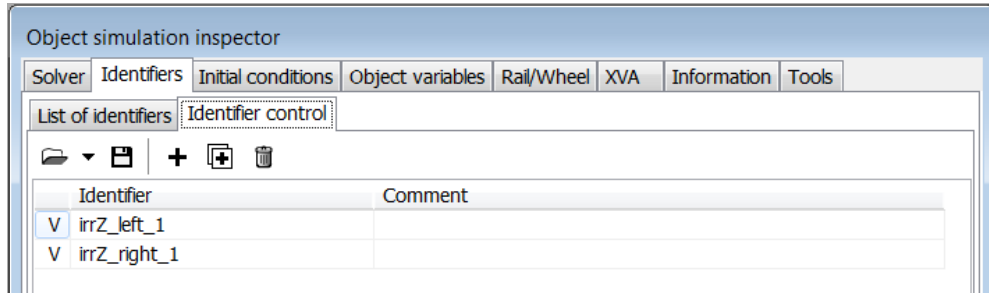 Object simulation inspector
Solver Identifiers Initial conditions Object variables Rail/Wheel XVA Information Tools
List of identifiers Identifier control
Identifier Comment
V irrZ_left_1
V irrZ_right_1